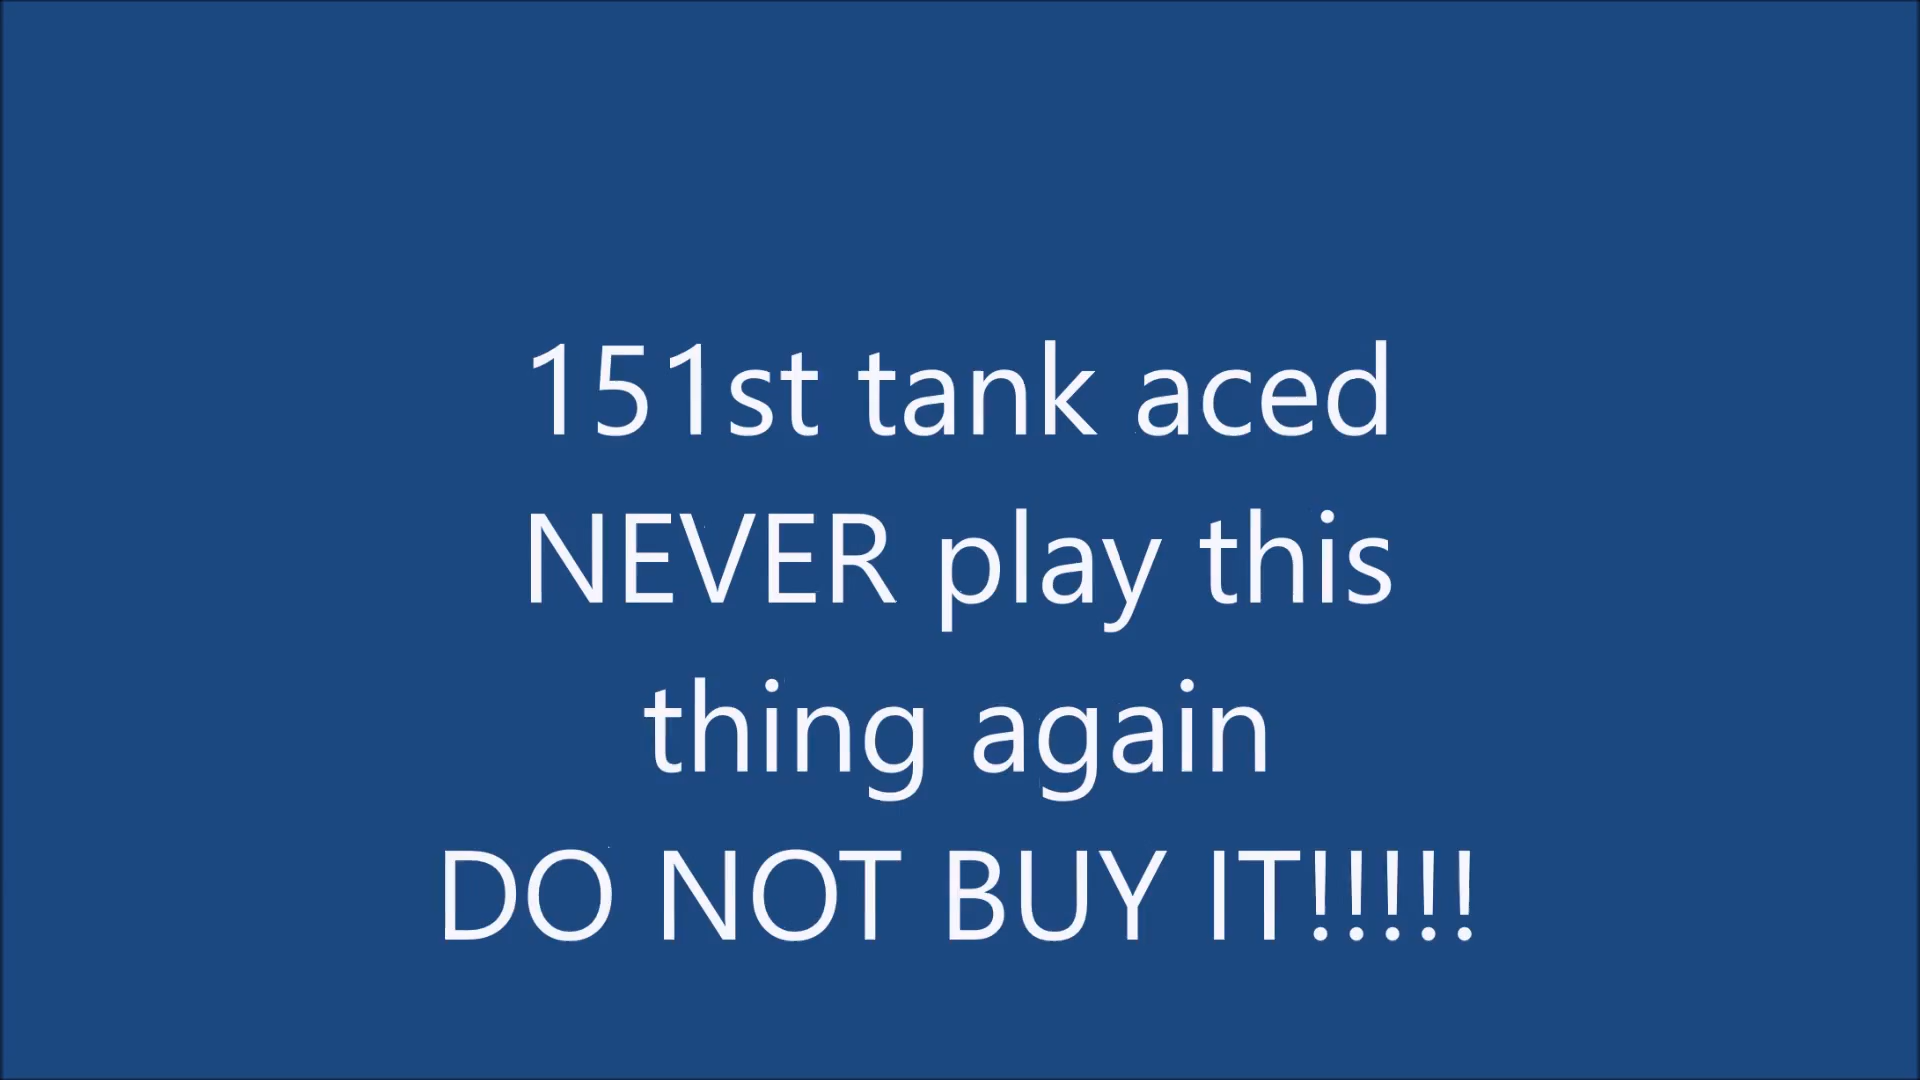 151st tank aced
NEVER play this
thing again
DO NOT BUY IT!!!!!